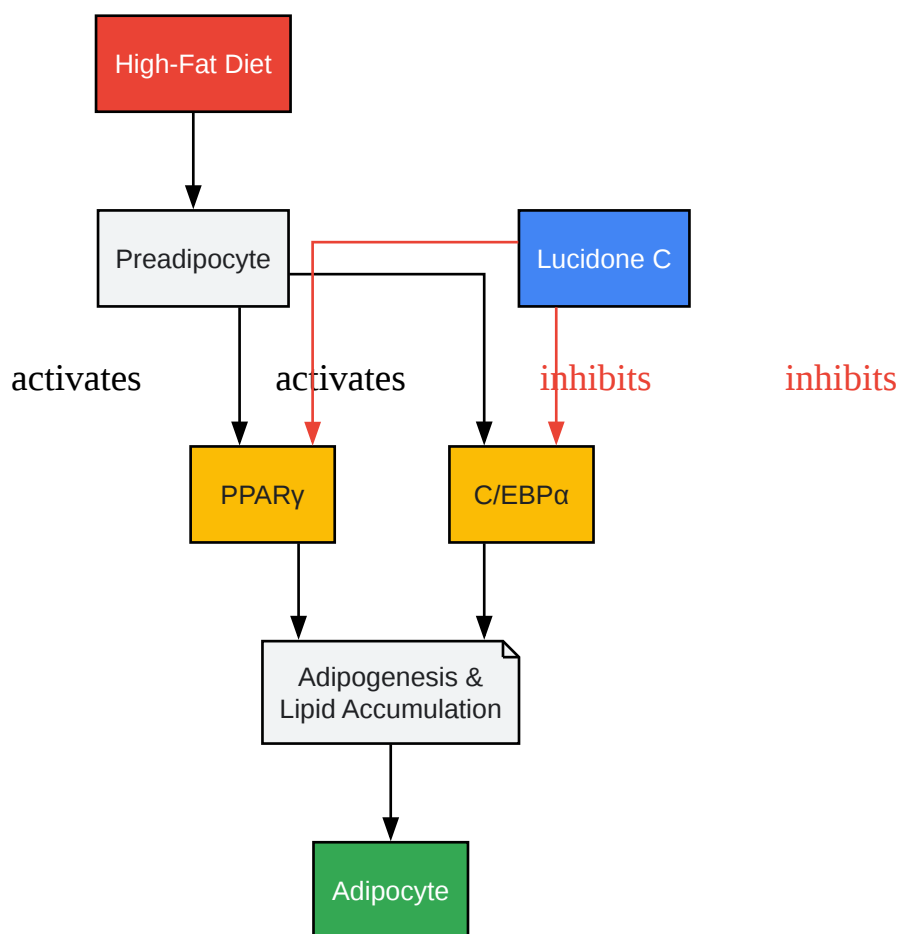 High-Fat Diet
Preadipocyte
Lucidone C
activates
activates
inhibits
inhibits
PPARγ
C/EBPα
Adipogenesis &
Lipid Accumulation
Adipocyte